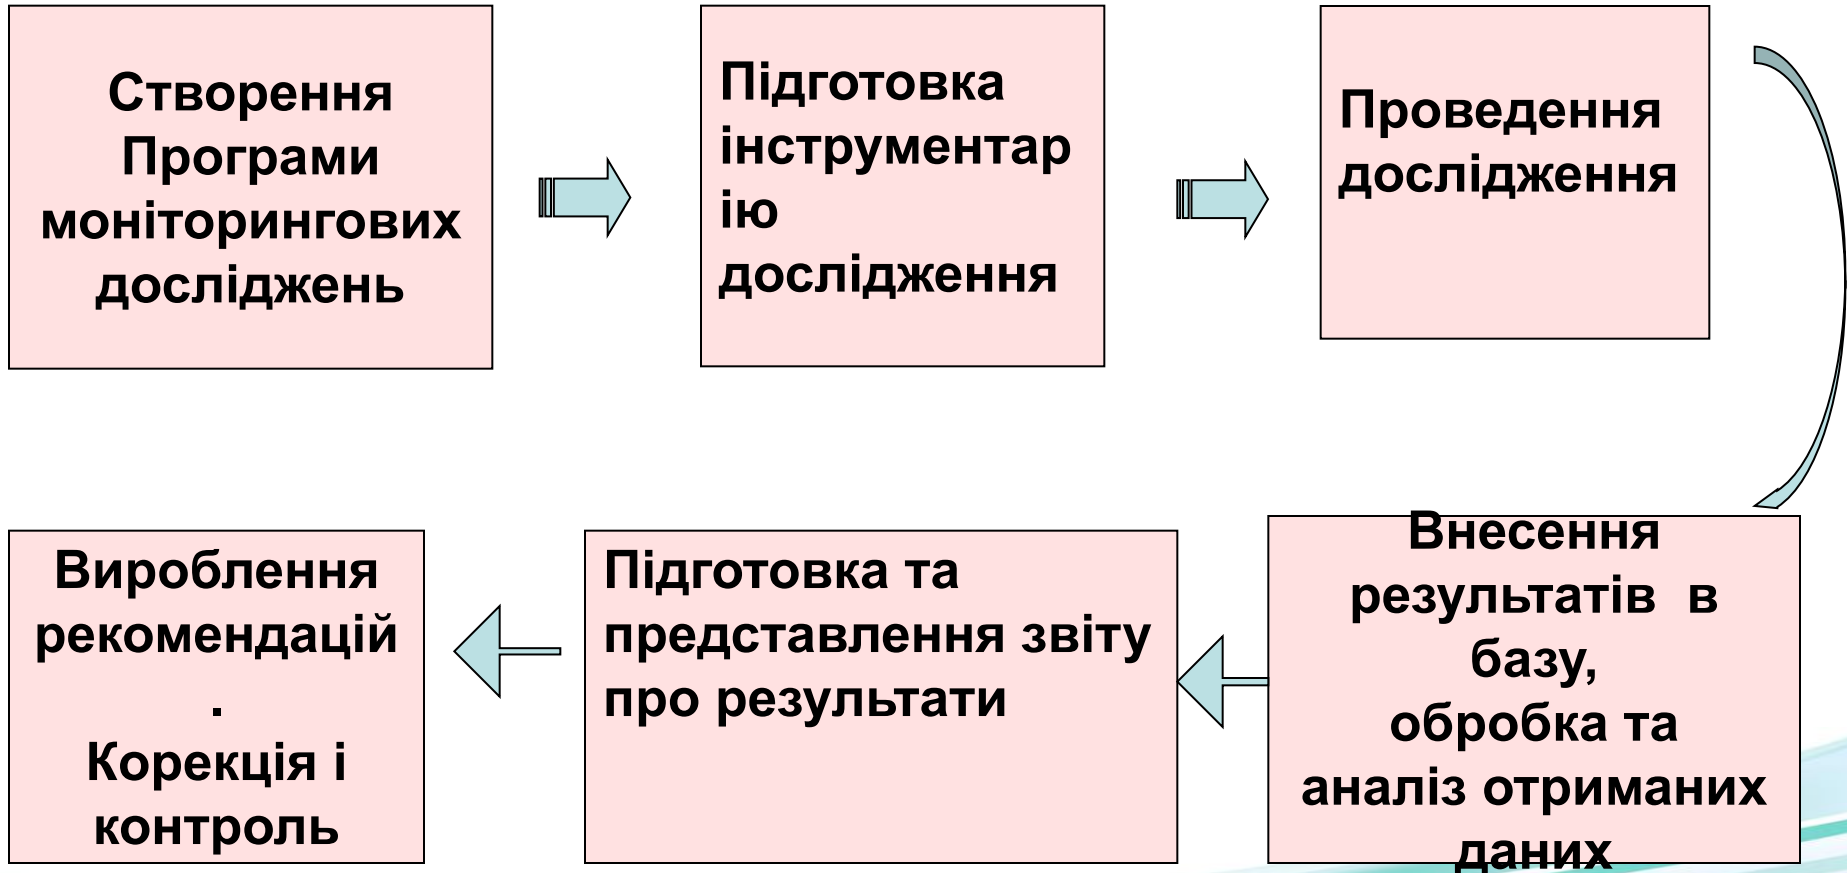 Створення
Програми
моніторингових
досліджень
Підготовка
інструментар
ію
дослідження
Проведення
дослідження
Внесення
результатів в
базу,
обробка та
аналіз отриманих
даних
Підготовка та
представлення звіту
про результати
Вироблення
рекомендацій
.
Корекція і
контроль